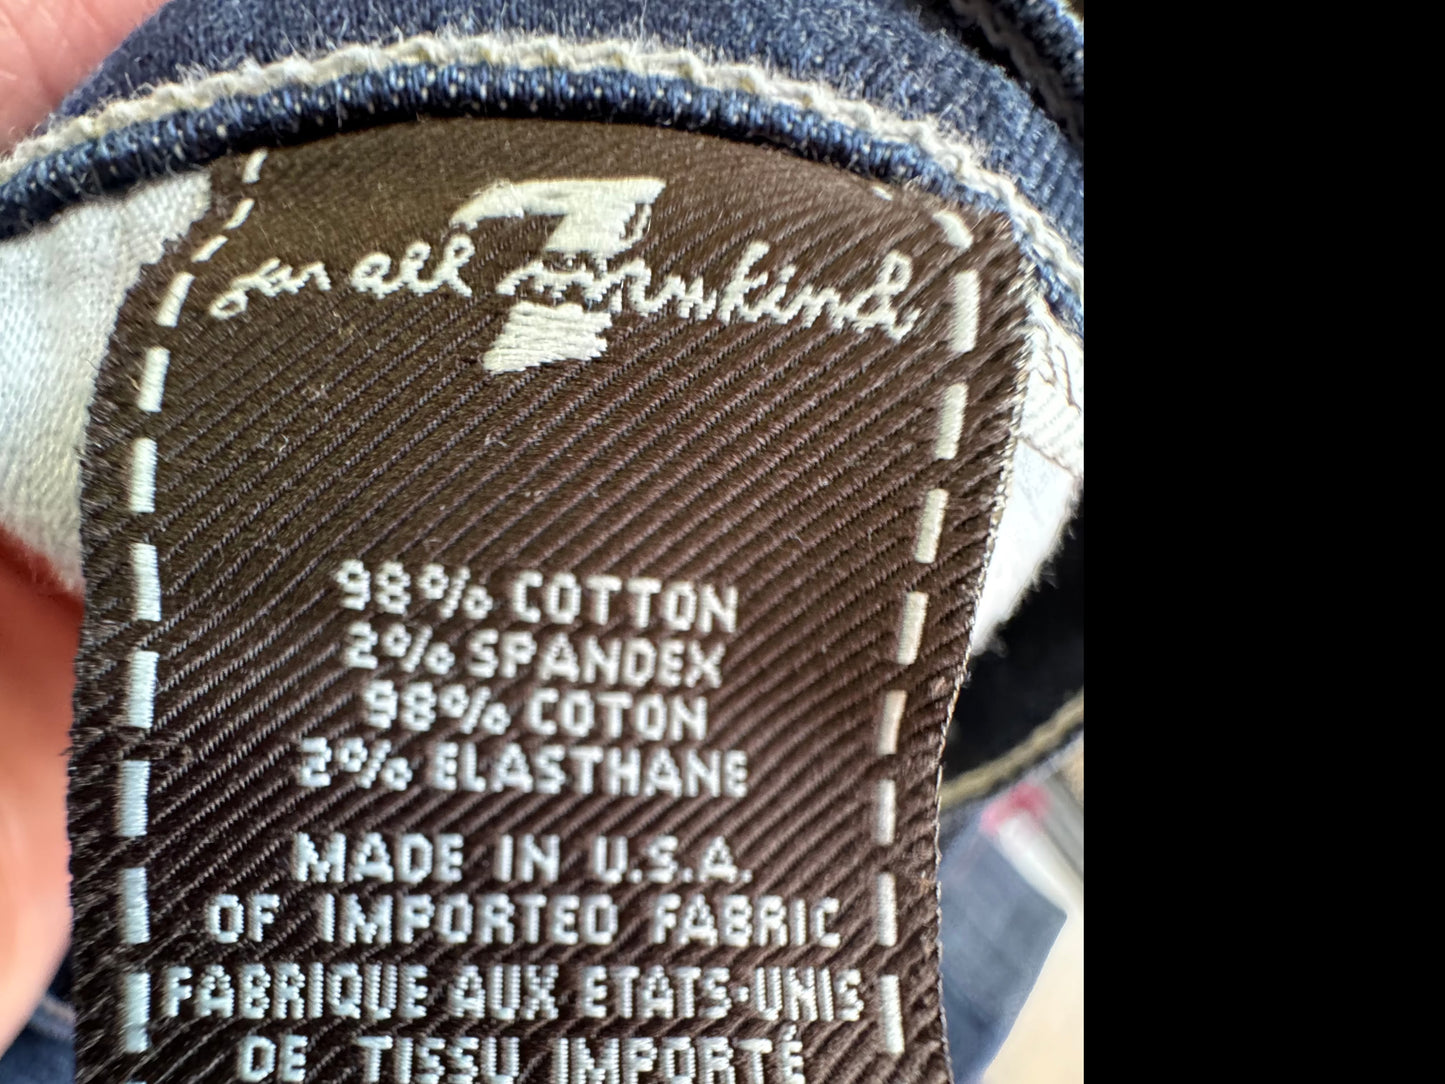 7
for all mankind
98% COTTON
2% SPANDEX
98% COTON
2% ELASTHANE
MADE IN U.S.A.
OF IMPORTED FABRIC
FABRIQUE AUX ETATS-UNIS
DE TISSU IMPORTÉ